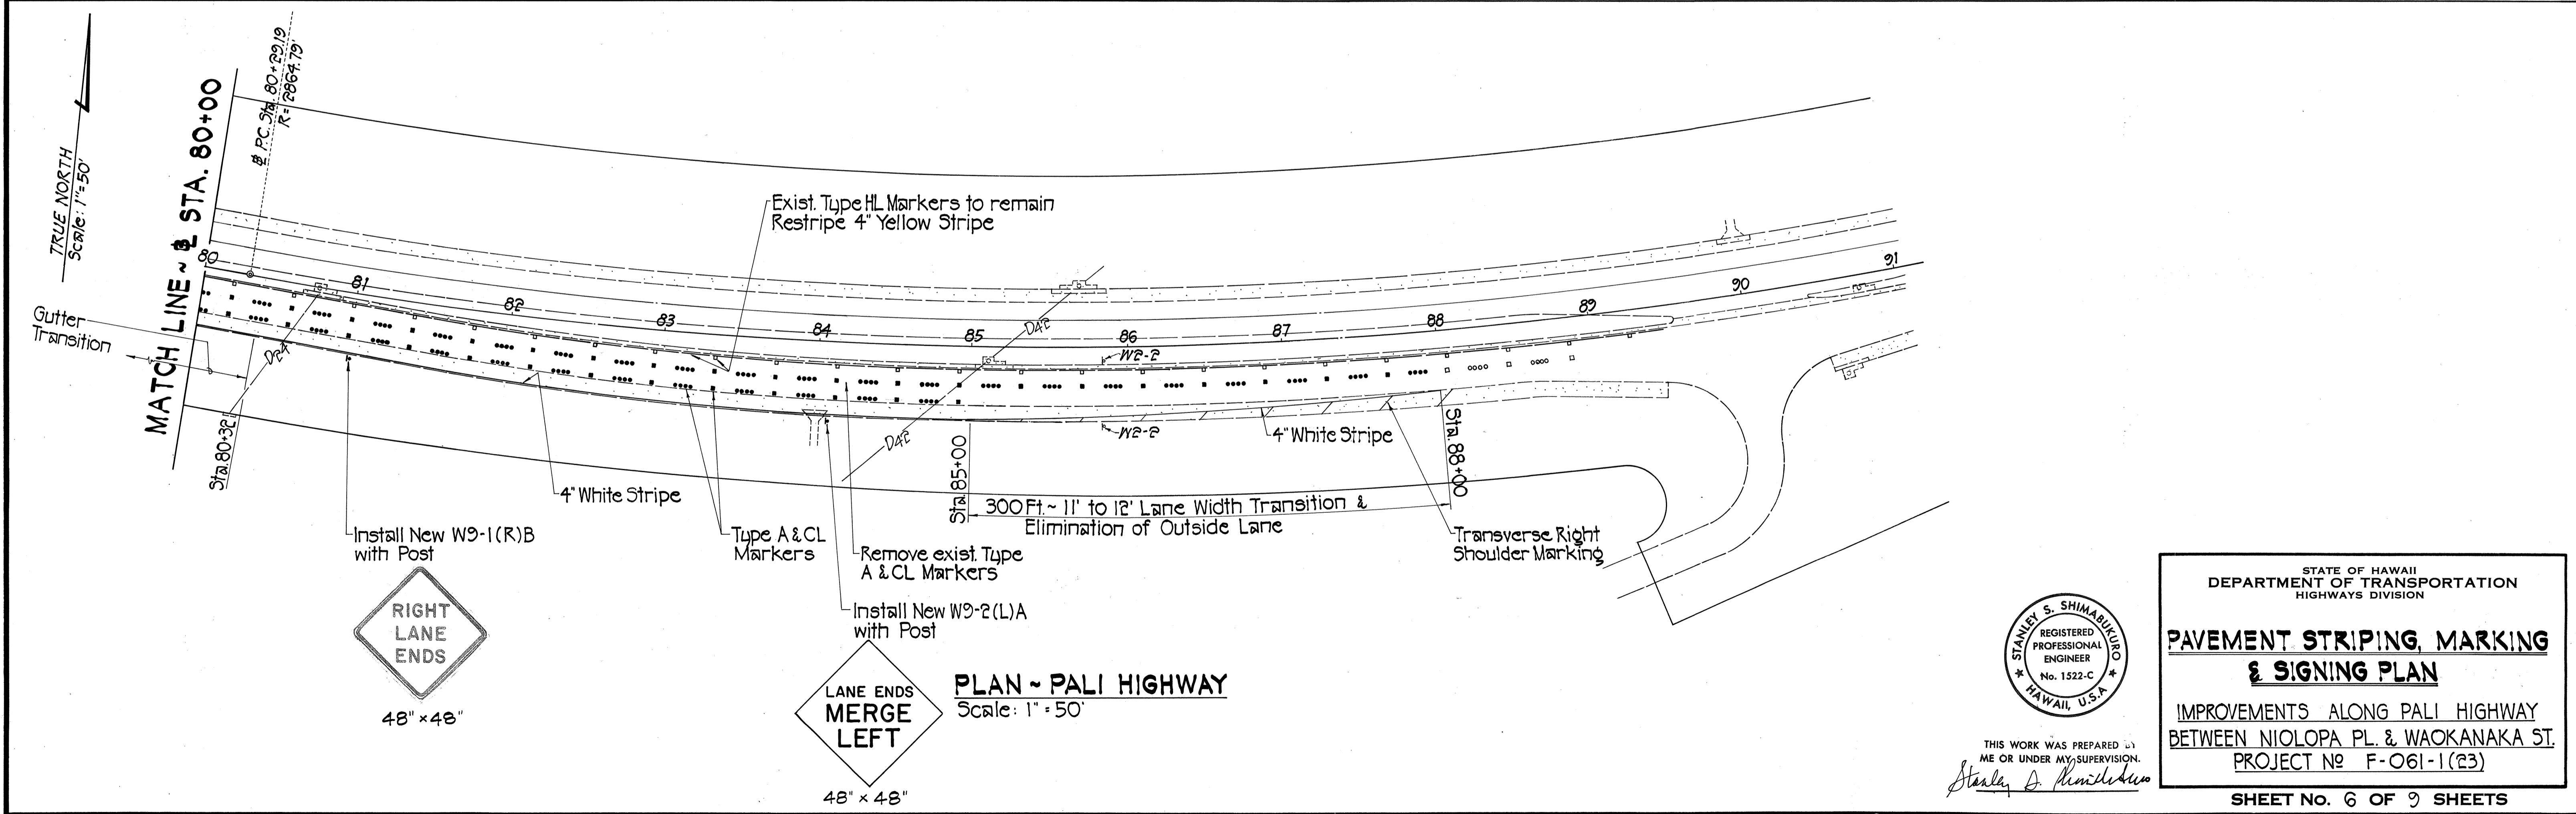 TRUE NORTH
Scale: 1"=50'
MATCH LINE ~ ℄ STA. 80+00
℄ P.C. Sta. 80+29.19
R= 2864.79'
Gutter
Transition
Sta. 80+32
D24
80
81
82
83
84
85
86
87
88
89
90
91
Exist. Type HL Markers to remain
Restripe 4" Yellow Stripe
D42
D42
W2-2
W2-2
4" White Stripe
4" White Stripe
Sta. 85+00
Sta. 88+00
300 Ft. ~ 11' to 12' Lane Width Transition &
Elimination of Outside Lane
Transverse Right
Shoulder Marking
Install New W9-1(R)B
with Post
RIGHT
LANE
ENDS
48" × 48"
Type A & CL
Markers
Remove exist. Type
A & CL Markers
Install New W9-2(L)A
with Post
LANE ENDS
MERGE
LEFT
48" × 48"
PLAN ~ PALI HIGHWAY
Scale: 1" = 50'
STANLEY S. SHIMABUKURO
REGISTERED
PROFESSIONAL
ENGINEER
No. 1522-C
HAWAII, U.S.A
THIS WORK WAS PREPARED BY
ME OR UNDER MY SUPERVISION.
STATE OF HAWAII
DEPARTMENT OF TRANSPORTATION
HIGHWAYS DIVISION
PAVEMENT STRIPING, MARKING
& SIGNING PLAN
IMPROVEMENTS ALONG PALI HIGHWAY
BETWEEN NIOLOPA PL. & WAOKANAKA ST.
PROJECT Nº F-061-1(23)
SHEET No. 6 OF 9 SHEETS